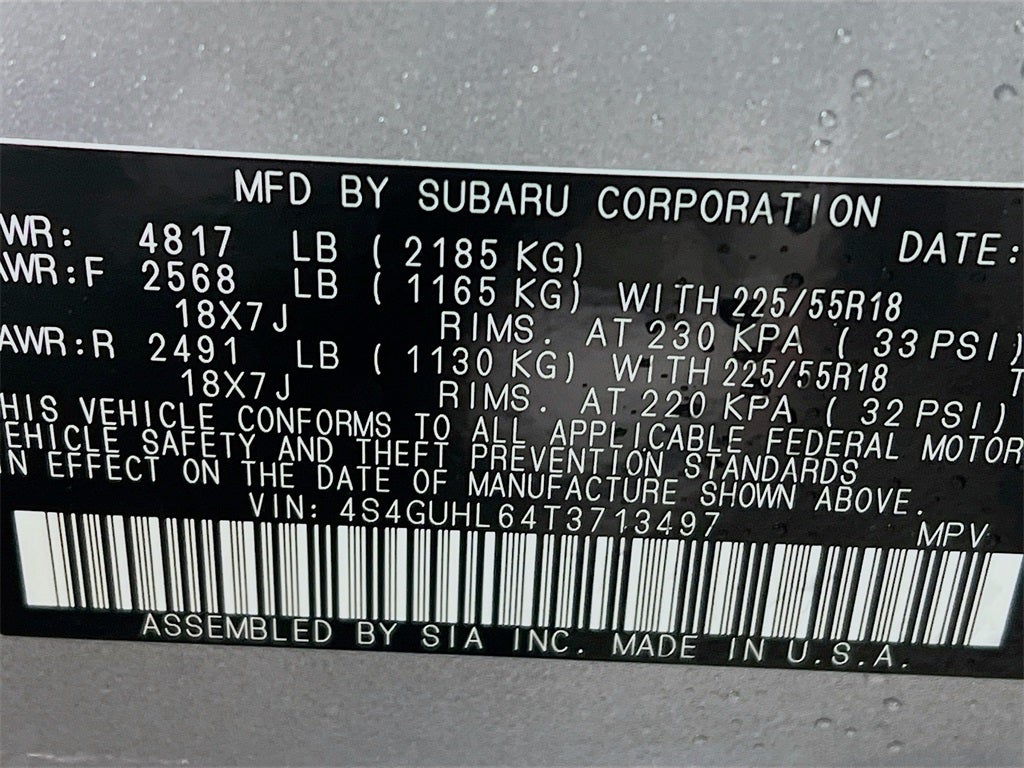 MFD BY SUBARU CORPORATION
WR: 4817 LB ( 2185 KG) DATE:
AWR:F 2568 LB ( 1165 KG) WITH 225/55R18
18X7J RIMS. AT 230 KPA ( 33 PSI)
AWR:R 2491 LB ( 1130 KG) WITH 225/55R18 T
18X7J RIMS. AT 220 KPA ( 32 PSI)
HIS VEHICLE CONFORMS TO ALL APPLICABLE FEDERAL MOTOR
EHICLE SAFETY AND THEFT PREVENTION STANDARDS
IN EFFECT ON THE DATE OF MANUFACTURE SHOWN ABOVE.
VIN: 4S4GUHL64T3713497 MPV
ASSEMBLED BY SIA INC. MADE IN U.S.A.